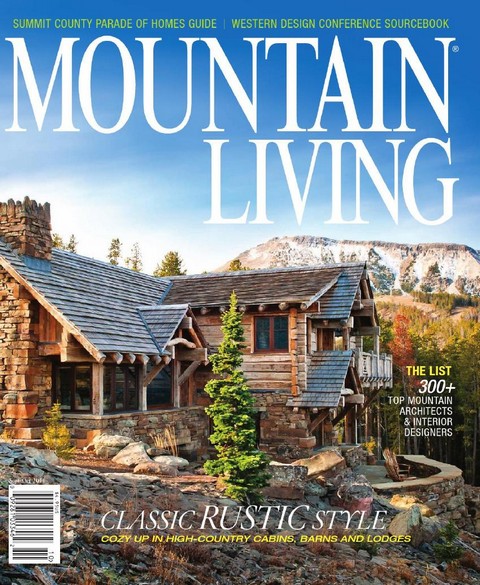 SUMMIT COUNTY PARADE OF HOMES GUIDE | WESTERN DESIGN CONFERENCE SOURCEBOOK
MOUNTAIN®
LIVING
THE LIST
300+
TOP MOUNTAIN
ARCHITECTS
& INTERIOR
DESIGNERS
CLASSIC RUSTIC STYLE
COZY UP IN HIGH-COUNTRY CABINS, BARNS AND LODGES